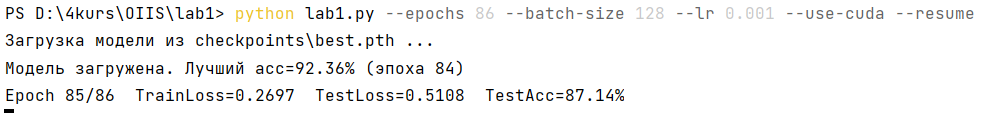 PS D:\4kurs\OIIS\lab1> python lab1.py --epochs 86 --batch-size 128 --lr 0.001 --use-cuda --resume
Загрузка модели из checkpoints\best.pth ...
Модель загружена. Лучший acc=92.36% (эпоха 84)
Epoch 85/86  TrainLoss=0.2697  TestLoss=0.5108  TestAcc=87.14%